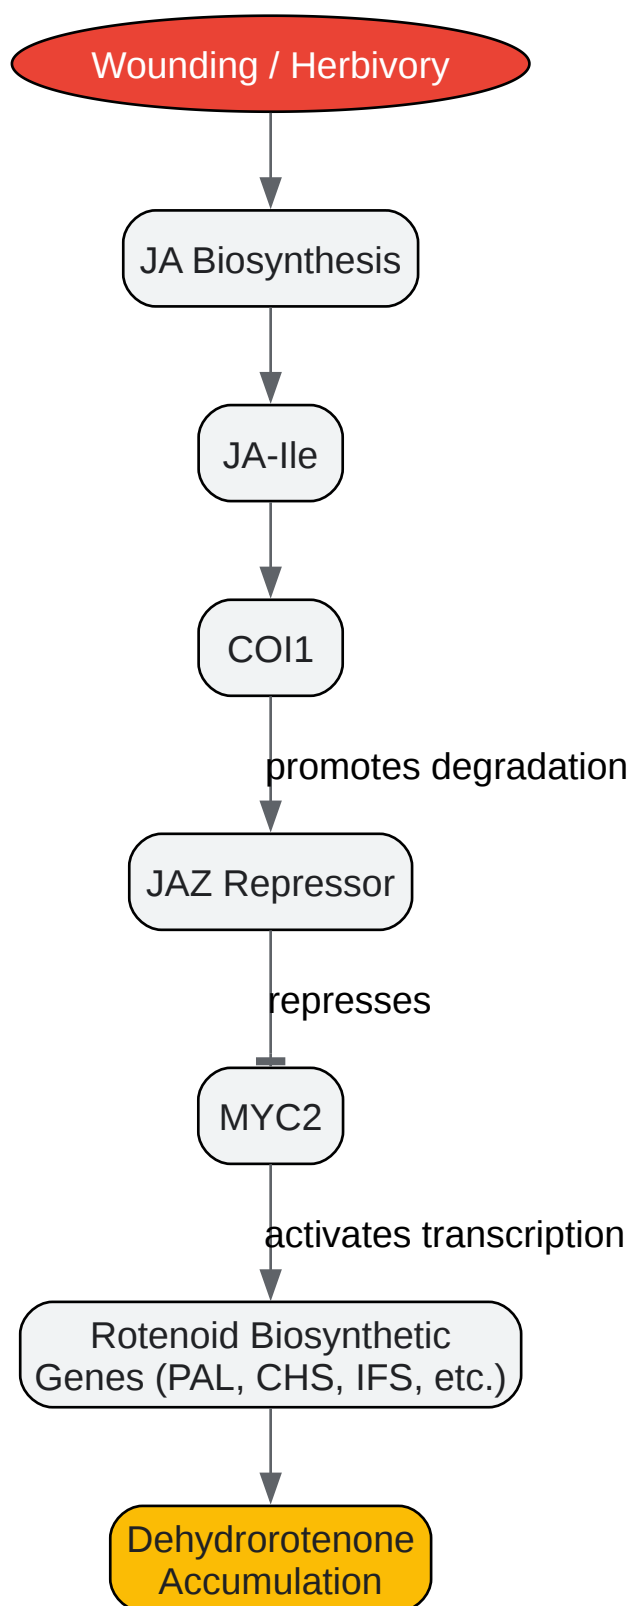 Wounding / Herbivory
JA Biosynthesis
JA-Ile
COI1
promotes degradation
JAZ Repressor
represses
MYC2
activates transcription
Rotenoid Biosynthetic
Genes (PAL, CHS, IFS, etc.)
Dehydrorotenone
Accumulation